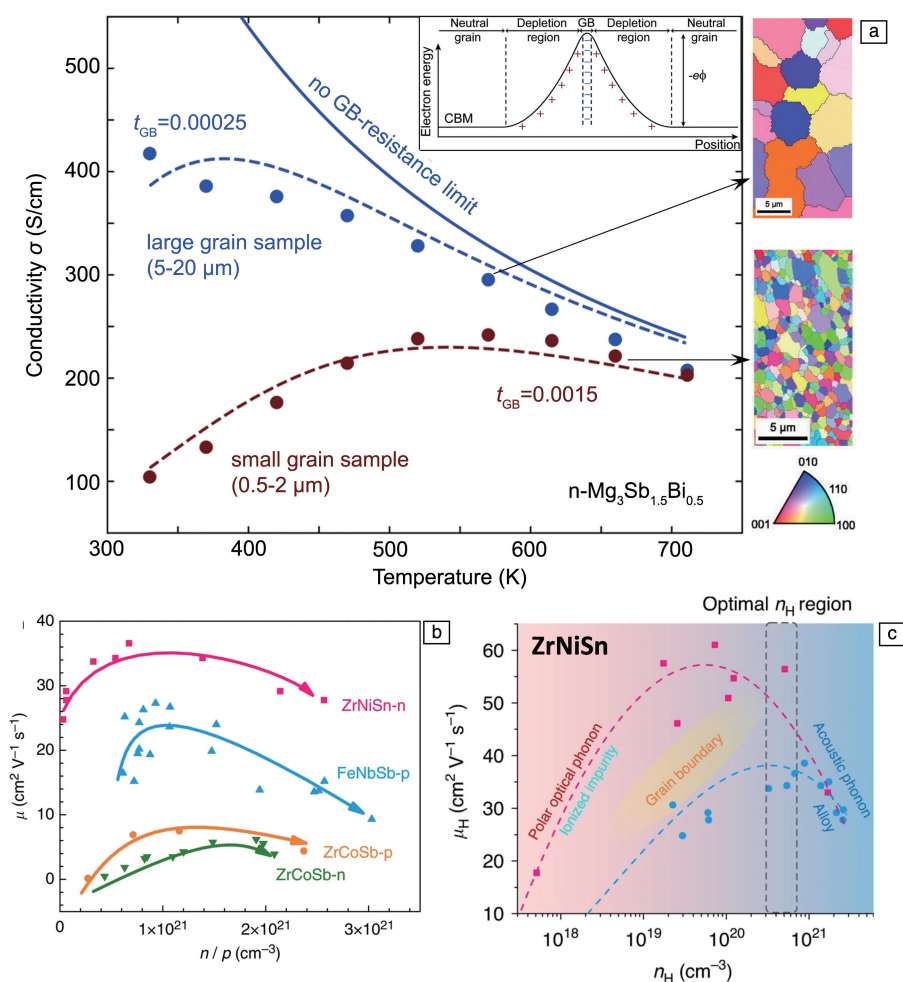 a
Neutral grain
Depletion region
GB
Depletion region
Neutral grain
Electron energy
CBM
-eϕ
Position
no GB-resistance limit
t_GB=0.00025
large grain sample
(5-20 μm)
t_GB=0.0015
small grain sample
(0.5-2 μm)
n-Mg₃Sb₁.₅Bi₀.₅
Conductivity σ (S/cm)
500
400
300
200
100
300
400
500
600
700
Temperature (K)
5 μm
5 μm
010
110
001
100
b
40
30
20
10
0
μ (cm² V⁻¹ s⁻¹)
ZrNiSn-n
FeNbSb-p
ZrCoSb-p
ZrCoSb-n
0
1×10²¹
2×10²¹
3×10²¹
n / p (cm⁻³)
c
Optimal n_H region
ZrNiSn
60
50
40
30
20
10
μ_H (cm² V⁻¹ s⁻¹)
Polar optical phonon
Ionized impurity
Grain boundary
Acoustic phonon
Alloy
10¹⁸
10¹⁹
10²⁰
10²¹
n_H (cm⁻³)